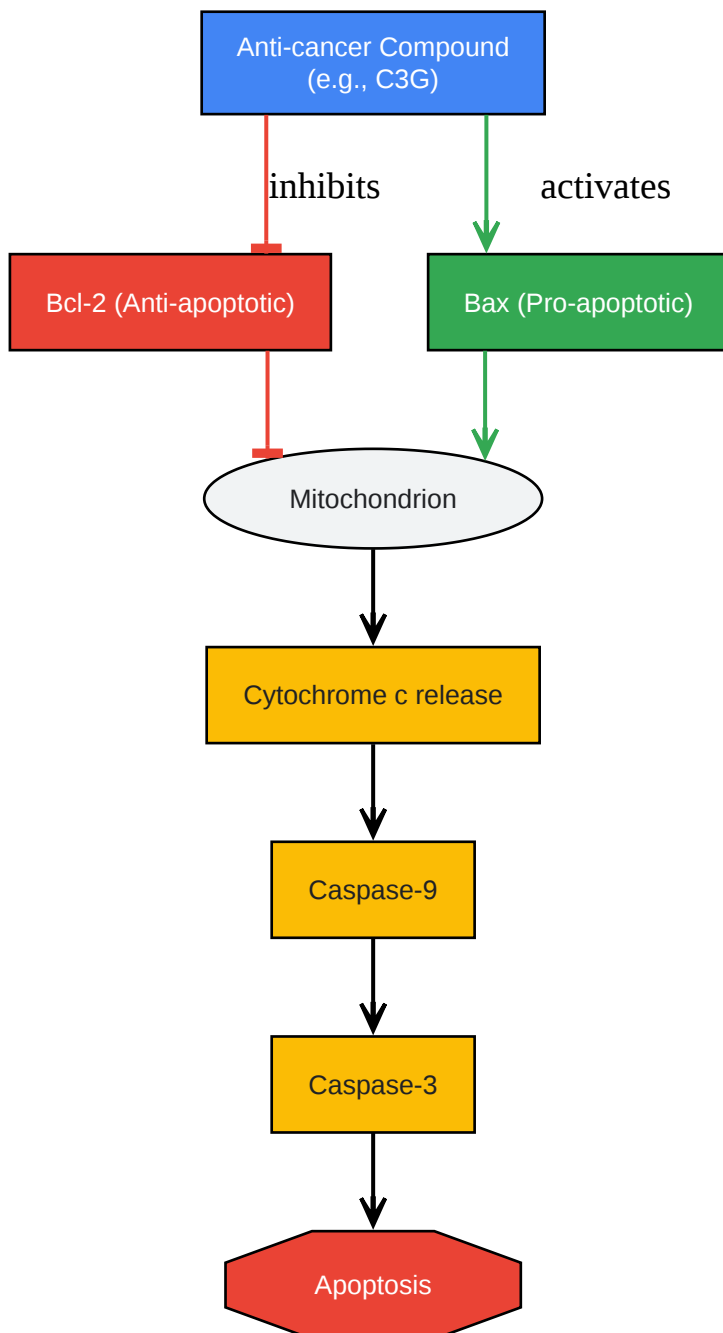 Anti-cancer Compound
(e.g., C3G)
inhibits
activates
Bcl-2 (Anti-apoptotic)
Bax (Pro-apoptotic)
Mitochondrion
Cytochrome c release
Caspase-9
Caspase-3
Apoptosis